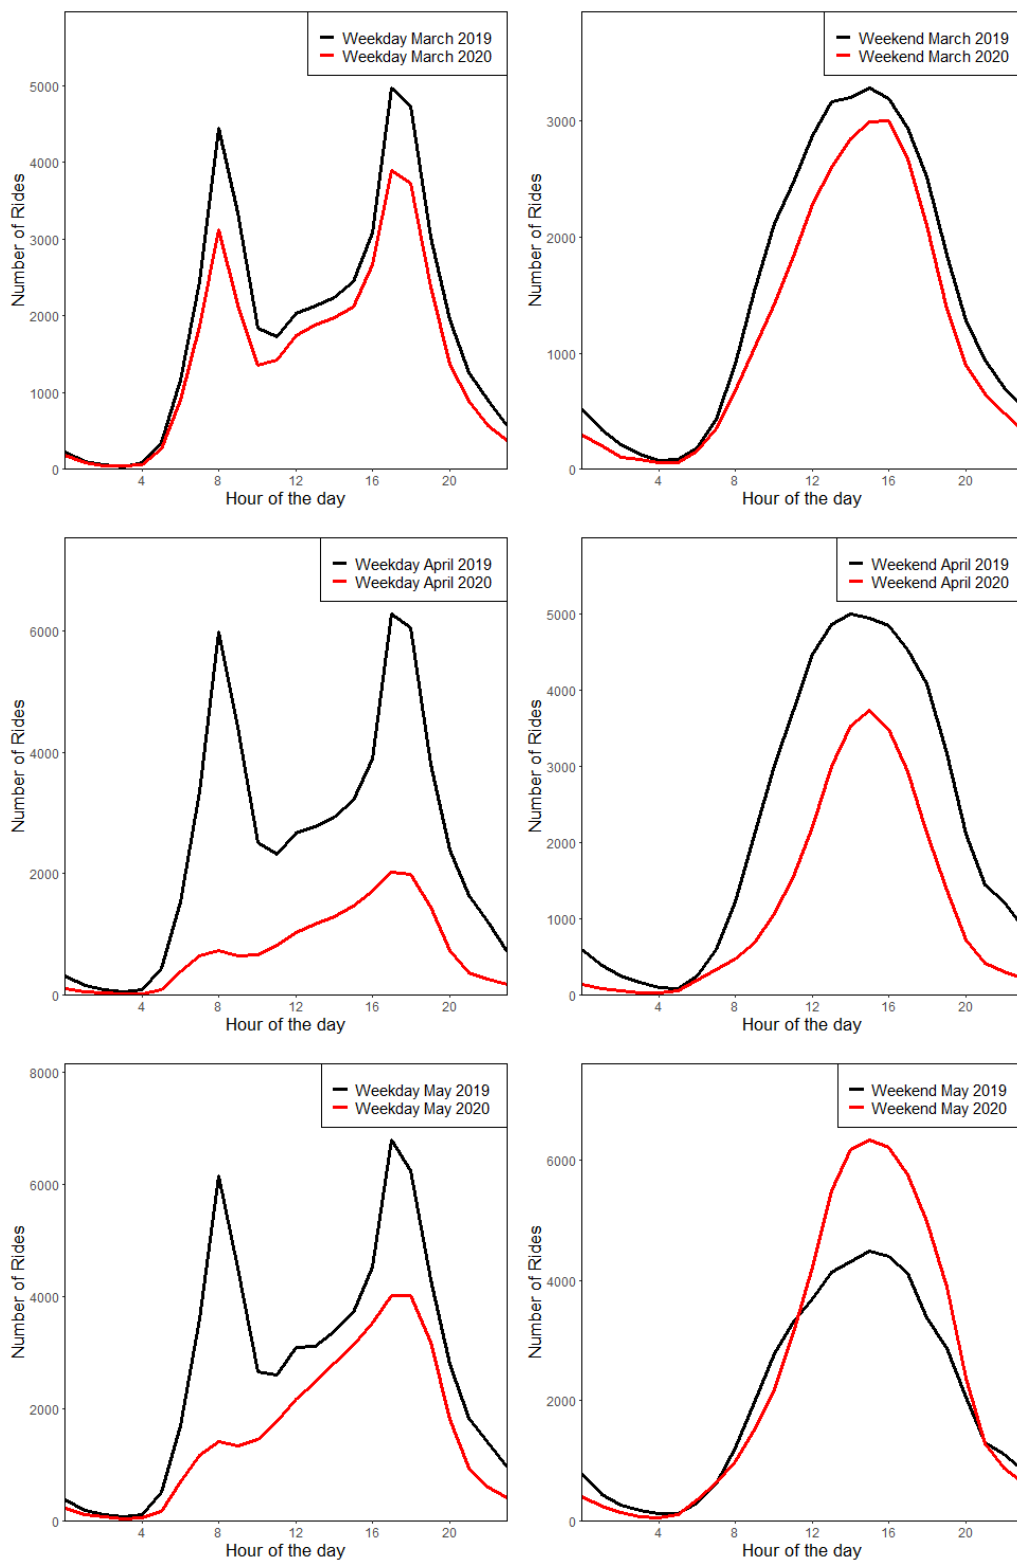 Weekday March 2019
Weekday March 2020
Number of Rides
5000
4000
3000
2000
1000
0
4
8
12
16
20
Hour of the day
Weekend March 2019
Weekend March 2020
Number of Rides
3000
2000
1000
0
4
8
12
16
20
Hour of the day
Weekday April 2019
Weekday April 2020
Number of Rides
6000
4000
2000
0
4
8
12
16
20
Hour of the day
Weekend April 2019
Weekend April 2020
Number of Rides
5000
4000
3000
2000
1000
0
4
8
12
16
20
Hour of the day
Weekday May 2019
Weekday May 2020
Number of Rides
8000
6000
4000
2000
0
4
8
12
16
20
Hour of the day
Weekend May 2019
Weekend May 2020
Number of Rides
6000
4000
2000
0
4
8
12
16
20
Hour of the day